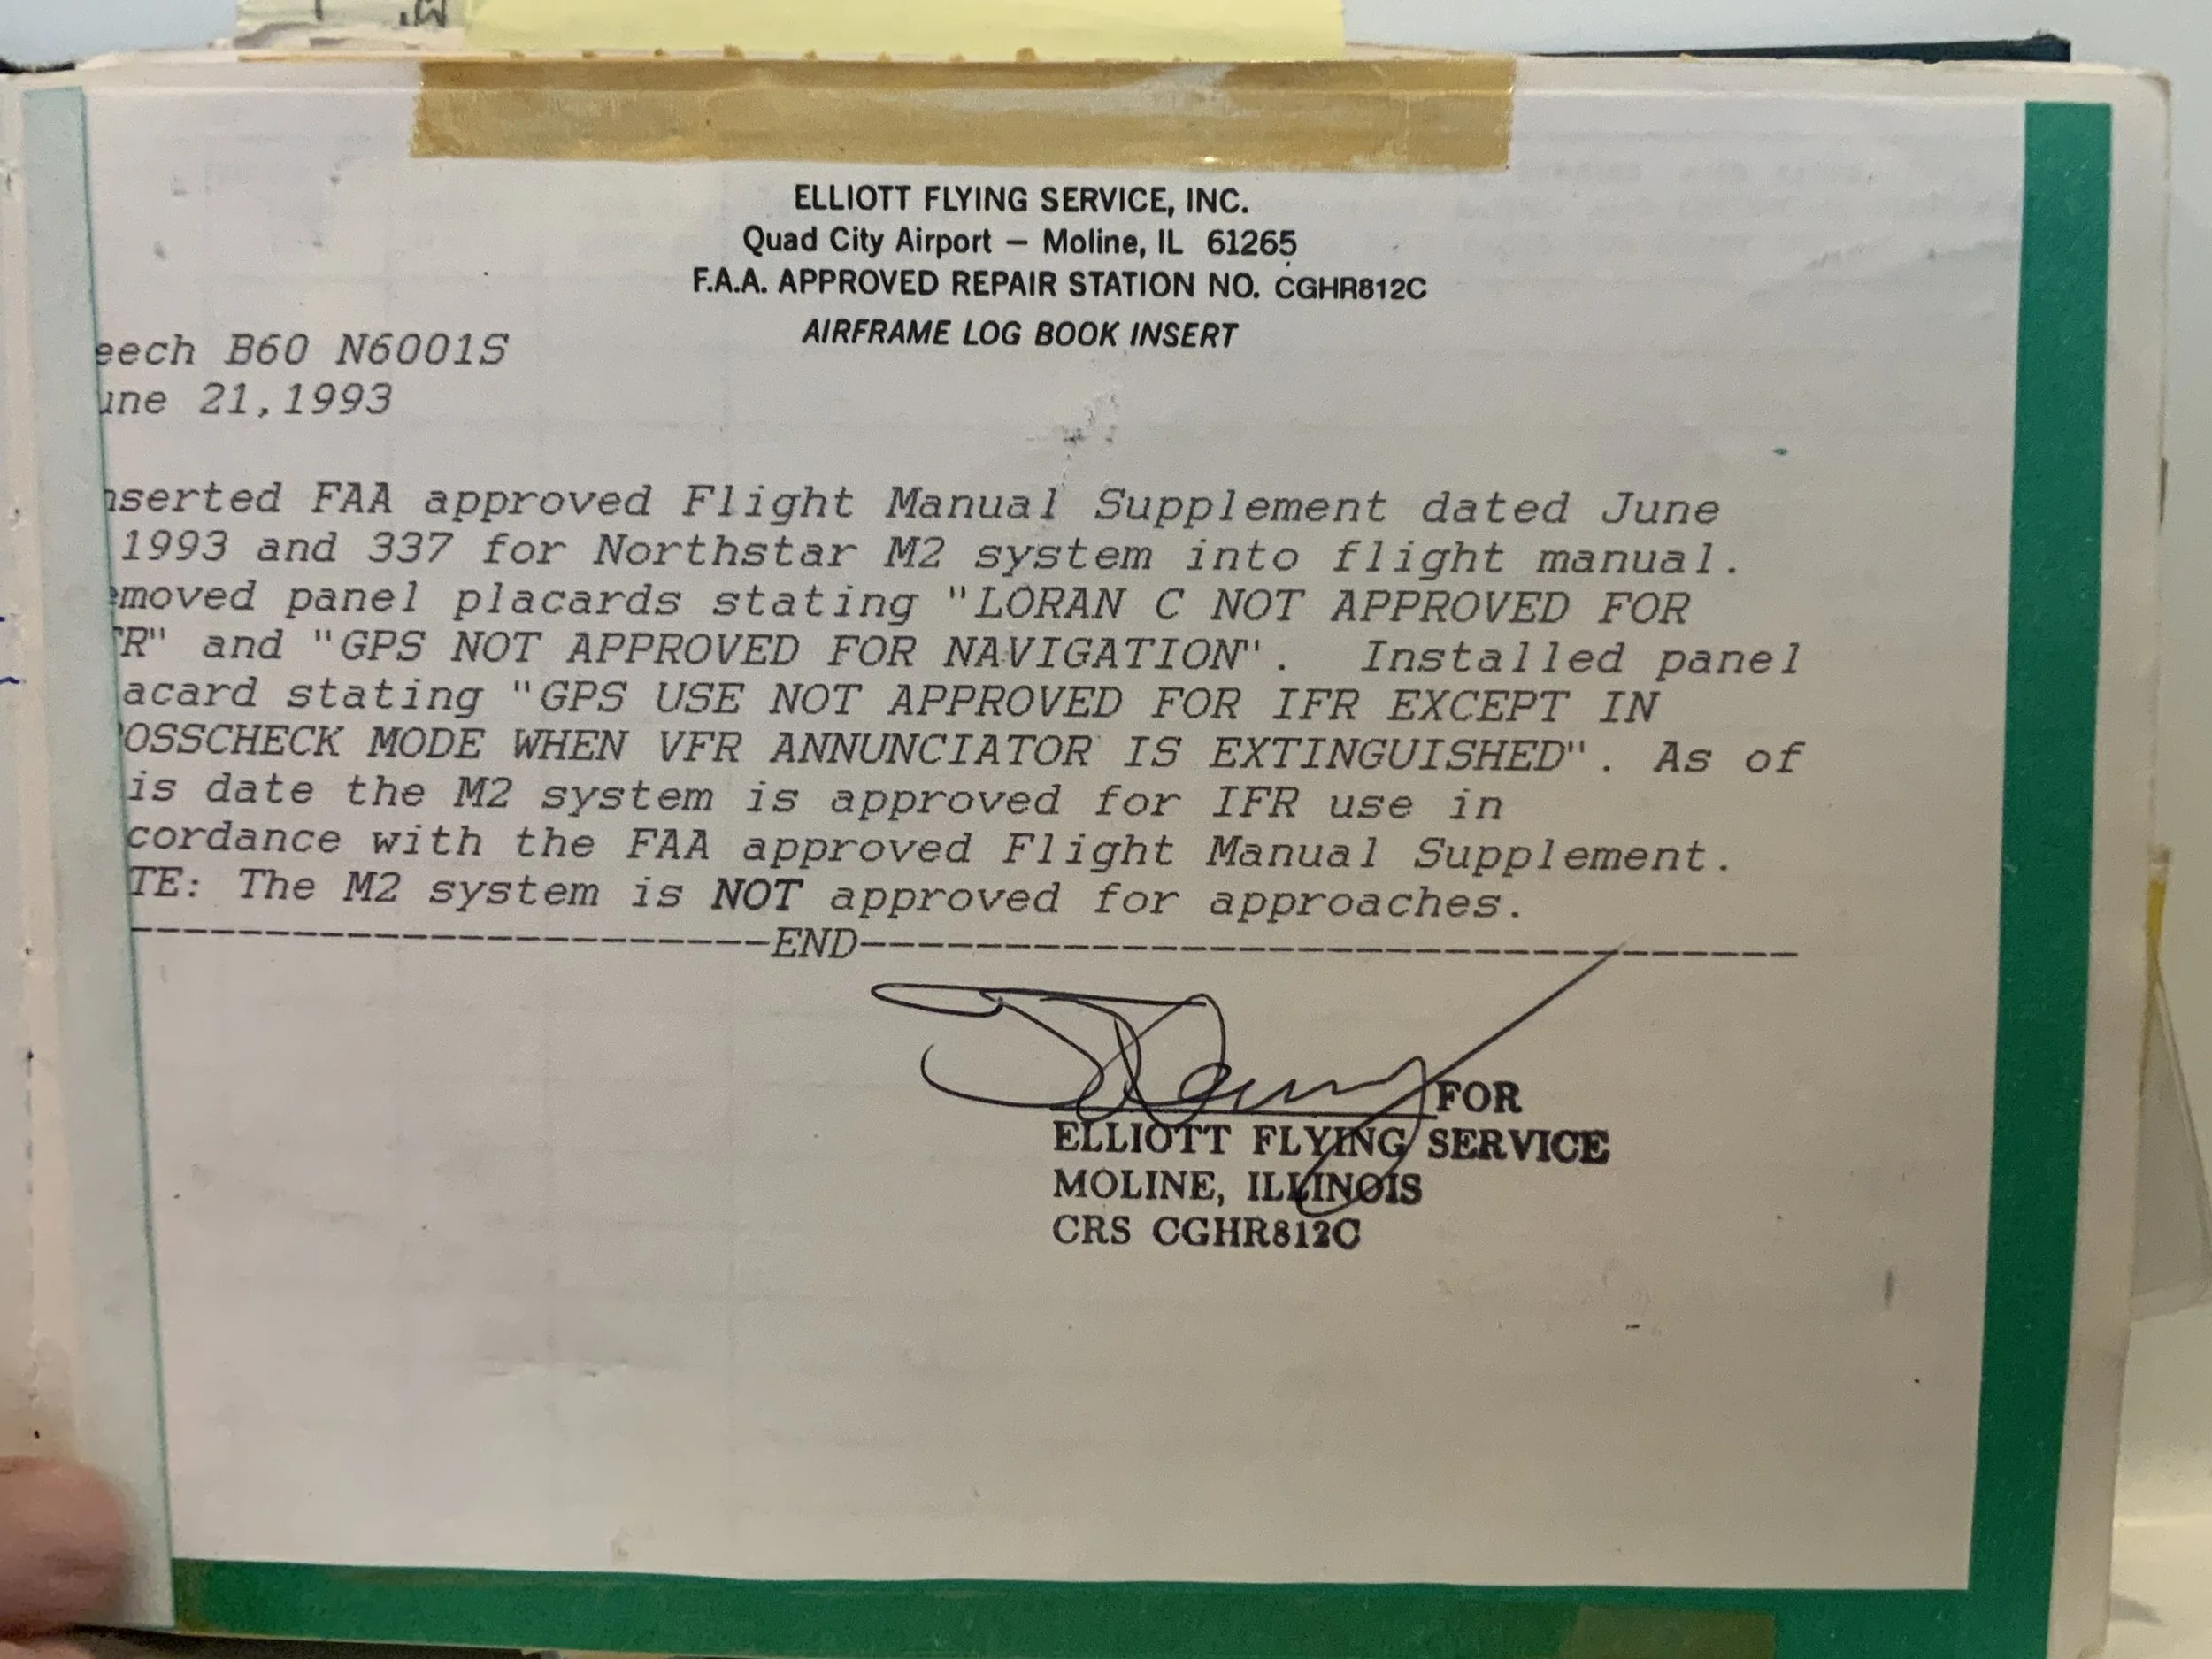 ELLIOTT FLYING SERVICE, INC.
Quad City Airport — Moline, IL 61265
F.A.A. APPROVED REPAIR STATION NO. CGHR812C
AIRFRAME LOG BOOK INSERT
eech B60 N6001S
une 21,1993
nserted FAA approved Flight Manual Supplement dated June
1993 and 337 for Northstar M2 system into flight manual.
emoved panel placards stating "LORAN C NOT APPROVED FOR
FR" and "GPS NOT APPROVED FOR NAVIGATION". Installed panel
acard stating "GPS USE NOT APPROVED FOR IFR EXCEPT IN
OSSCHECK MODE WHEN VFR ANNUNCIATOR IS EXTINGUISHED". As of
is date the M2 system is approved for IFR use in
cordance with the FAA approved Flight Manual Supplement.
TE: The M2 system is NOT approved for approaches.
------------------------END-----------------------------------
FOR
ELLIOTT FLYING SERVICE
MOLINE, ILLINOIS
CRS CGHR812C